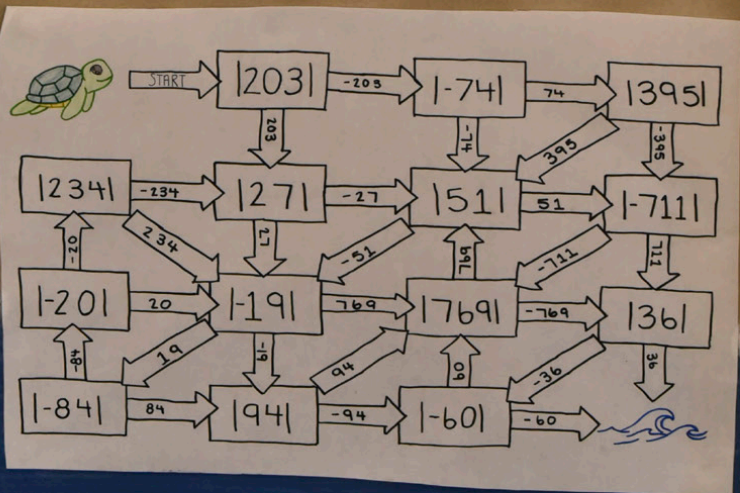 START |203| -203 |-74| 74 |395|
203 -74 395 -395
|234| -234 |27| -27 |51| 51 |-711|
234 27 -51 769 -711 711
-20
|-20| 20 |-19| 769 |769| -769 |36|
-84 19 -19 94 60 -36 36
|-84| 84 |94| -94 |-60| -60